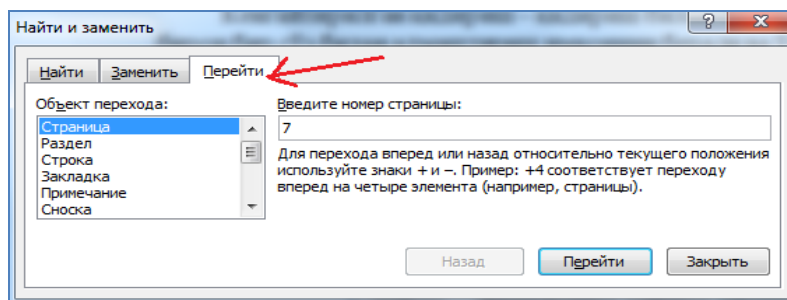 Найти и заменить
Найти Заменить Перейти
Объект перехода:
Страница
Раздел
Строка
Закладка
Примечание
Сноска
Введите номер страницы:
7
Для перехода вперед или назад относительно текущего положения
используйте знаки + и –. Пример: +4 соответствует переходу
вперед на четыре элемента (например, страницы).
Назад Перейти Закрыть